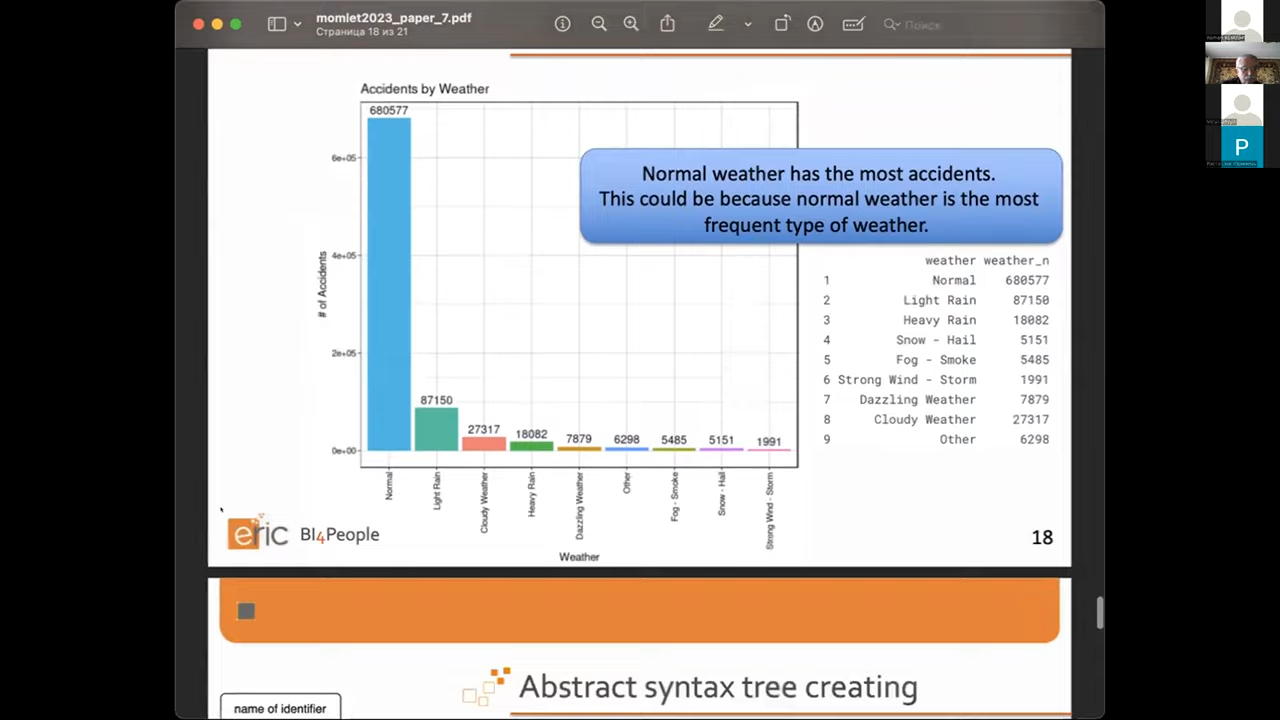 momlet2023_paper_7.pdf
Страница 18 из 21
Поиск
Accidents by Weather
680577
6e+05
4e+05
2e+05
0e+00
# of Accidents
87150
27317
18082
7879
6298
5485
5151
1991
Normal
Light Rain
Cloudy Weather
Heavy Rain
Dazzling Weather
Other
Fog - Smoke
Snow - Hail
Strong Wind - Storm
Weather
Normal weather has the most accidents.
This could be because normal weather is the most
frequent type of weather.
weather weather_n
1 Normal 680577
2 Light Rain 87150
3 Heavy Rain 18082
4 Snow - Hail 5151
5 Fog - Smoke 5485
6 Strong Wind - Storm 1991
7 Dazzling Weather 7879
8 Cloudy Weather 27317
9 Other 6298
eric BI4People
18
Abstract syntax tree creating
name of identifier
P